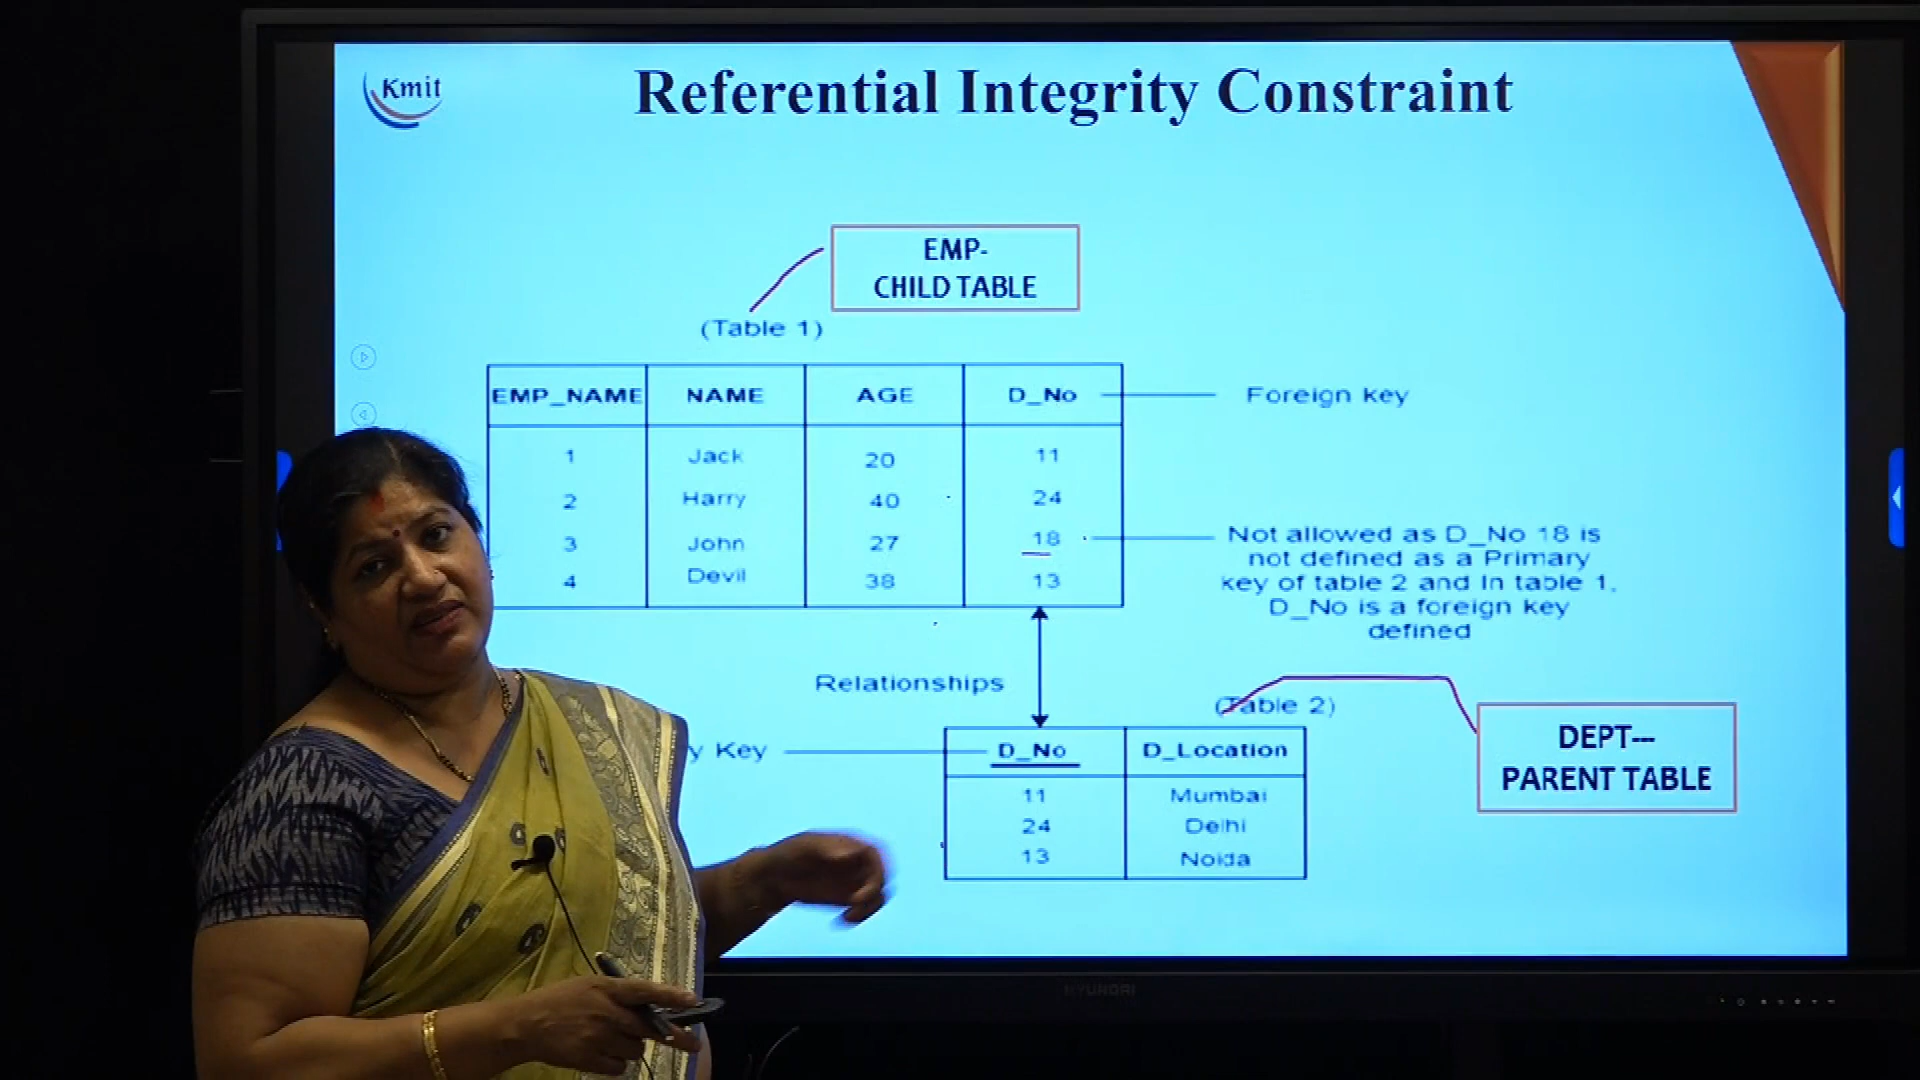 Kmit
Referential Integrity Constraint
EMP-
CHILD TABLE
(Table 1)
EMP_NAME NAME AGE D_No Foreign key
1 Jack 20 11
2 Harry 40 24
3 John 27 18
4 Devil 38 13
Not allowed as D_No 18 is
not defined as a Primary
key of table 2 and In table 1,
D_No is a foreign key
defined
Relationships
(Table 2)
y Key
D_No D_Location
11 Mumbai
24 Delhi
13 Noida
DEPT---
PARENT TABLE
HYUNDAI